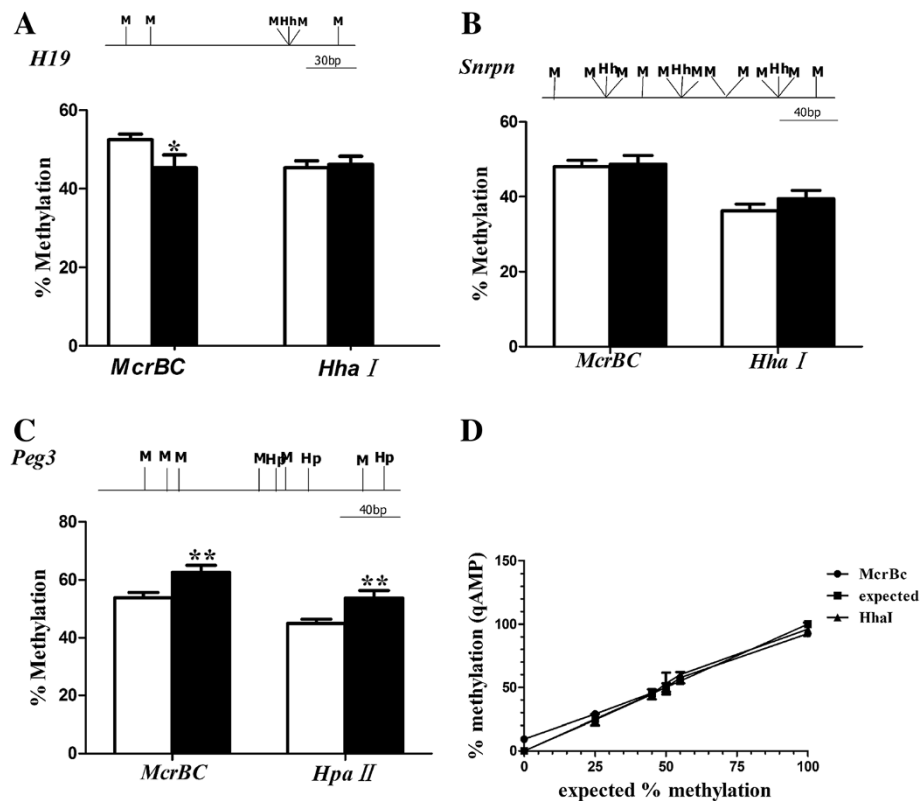 A
M M MHhM M
H19
30bp
60
40
20
0
% Methylation
*
McrBC Hha I
B
M M Hh M M M Hh M M M M Hh M M
Snrpn
40bp
60
40
20
0
% Methylation
McrBC Hha I
C
Peg3
M M M M Hp M Hp M Hp
40bp
80
60
40
20
0
% Methylation
** **
McrBC Hpa II
D
150
100
50
0
% methylation (qAMP)
McrBc
expected
HhaI
0 25 50 75 100
expected % methylation